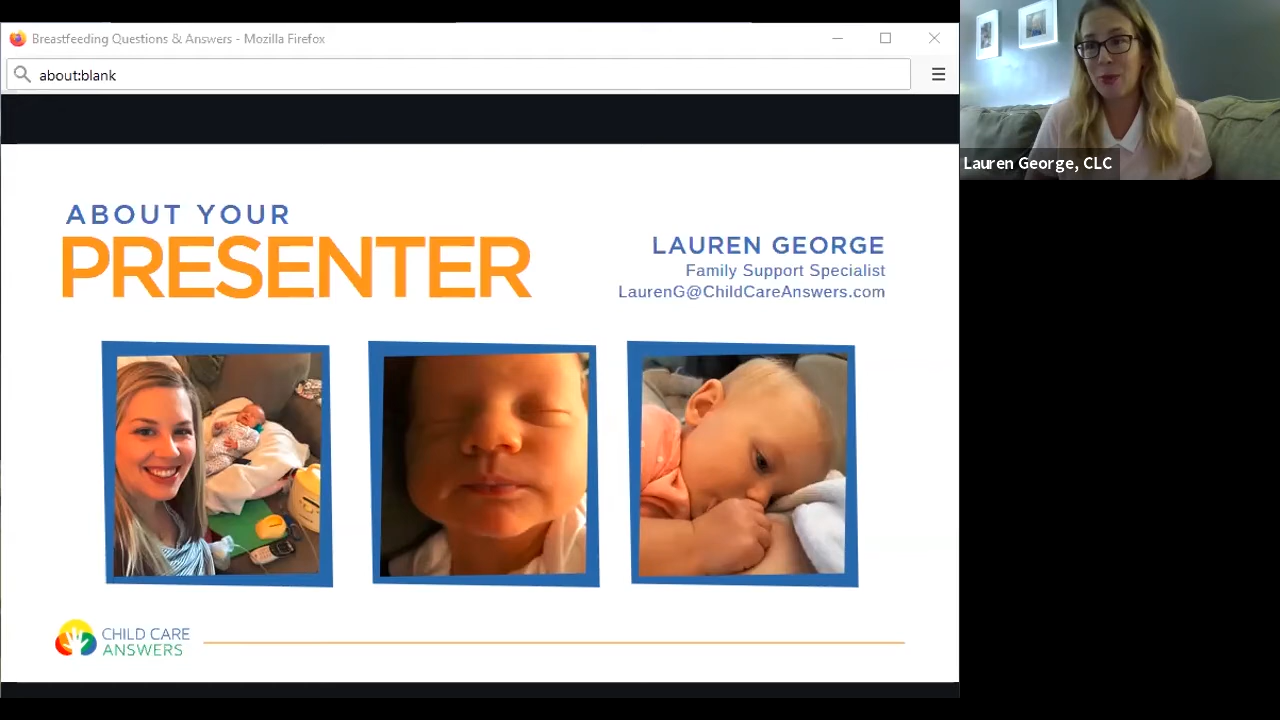 Breastfeeding Questions & Answers - Mozilla Firefox
about:blank
ABOUT YOUR
PRESENTER
LAUREN GEORGE
Family Support Specialist
LaurenG@ChildCareAnswers.com
CHILD CARE
ANSWERS
Lauren George, CLC